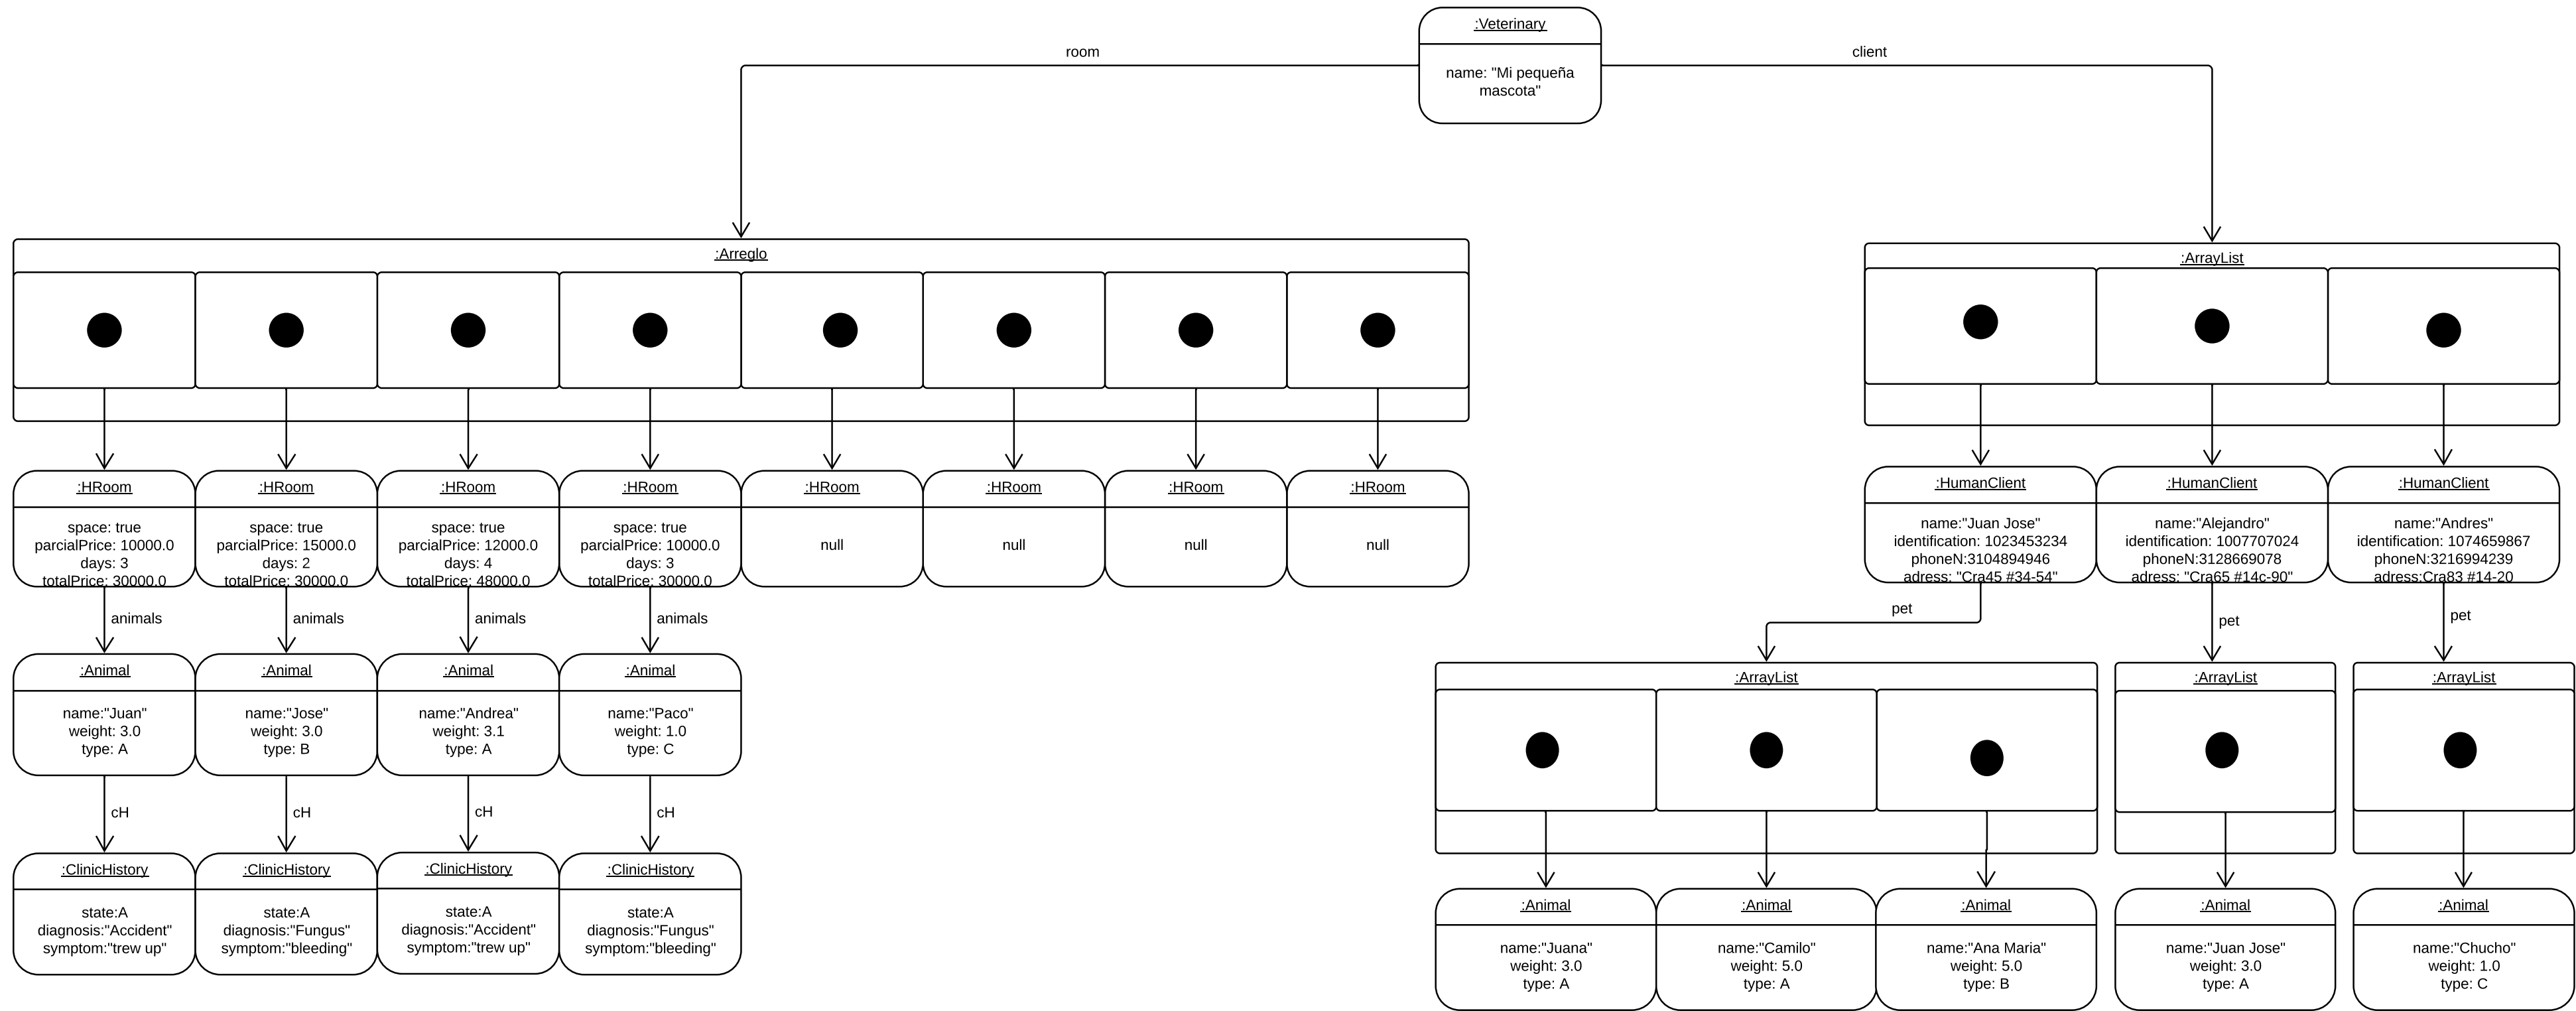 :Veterinary
name: "Mi pequeña
mascota"
room
client
:Arreglo
:ArrayList
:HRoom
space: true
parcialPrice: 10000.0
days: 3
totalPrice: 30000.0
:HRoom
space: true
parcialPrice: 15000.0
days: 2
totalPrice: 30000.0
:HRoom
space: true
parcialPrice: 12000.0
days: 4
totalPrice: 48000.0
:HRoom
space: true
parcialPrice: 10000.0
days: 3
totalPrice: 30000.0
:HRoom
null
:HRoom
null
:HRoom
null
:HRoom
null
:HumanClient
name:"Juan Jose"
identification: 1023453234
phoneN:3104894946
adress: "Cra45 #34-54"
:HumanClient
name:"Alejandro"
identification: 1007707024
phoneN:3128669078
adress: "Cra65 #14c-90"
:HumanClient
name:"Andres"
identification: 1074659867
phoneN:3216994239
adress:Cra83 #14-20
animals
animals
animals
animals
pet
pet
pet
:Animal
name:"Juan"
weight: 3.0
type: A
:Animal
name:"Jose"
weight: 3.0
type: B
:Animal
name:"Andrea"
weight: 3.1
type: A
:Animal
name:"Paco"
weight: 1.0
type: C
:ArrayList
:ArrayList
:ArrayList
cH
cH
cH
cH
:ClinicHistory
state:A
diagnosis:"Accident"
symptom:"trew up"
:ClinicHistory
state:A
diagnosis:"Fungus"
symptom:"bleeding"
:ClinicHistory
state:A
diagnosis:"Accident"
symptom:"trew up"
:ClinicHistory
state:A
diagnosis:"Fungus"
symptom:"bleeding"
:Animal
name:"Juana"
weight: 3.0
type: A
:Animal
name:"Camilo"
weight: 5.0
type: A
:Animal
name:"Ana Maria"
weight: 5.0
type: B
:Animal
name:"Juan Jose"
weight: 3.0
type: A
:Animal
name:"Chucho"
weight: 1.0
type: C